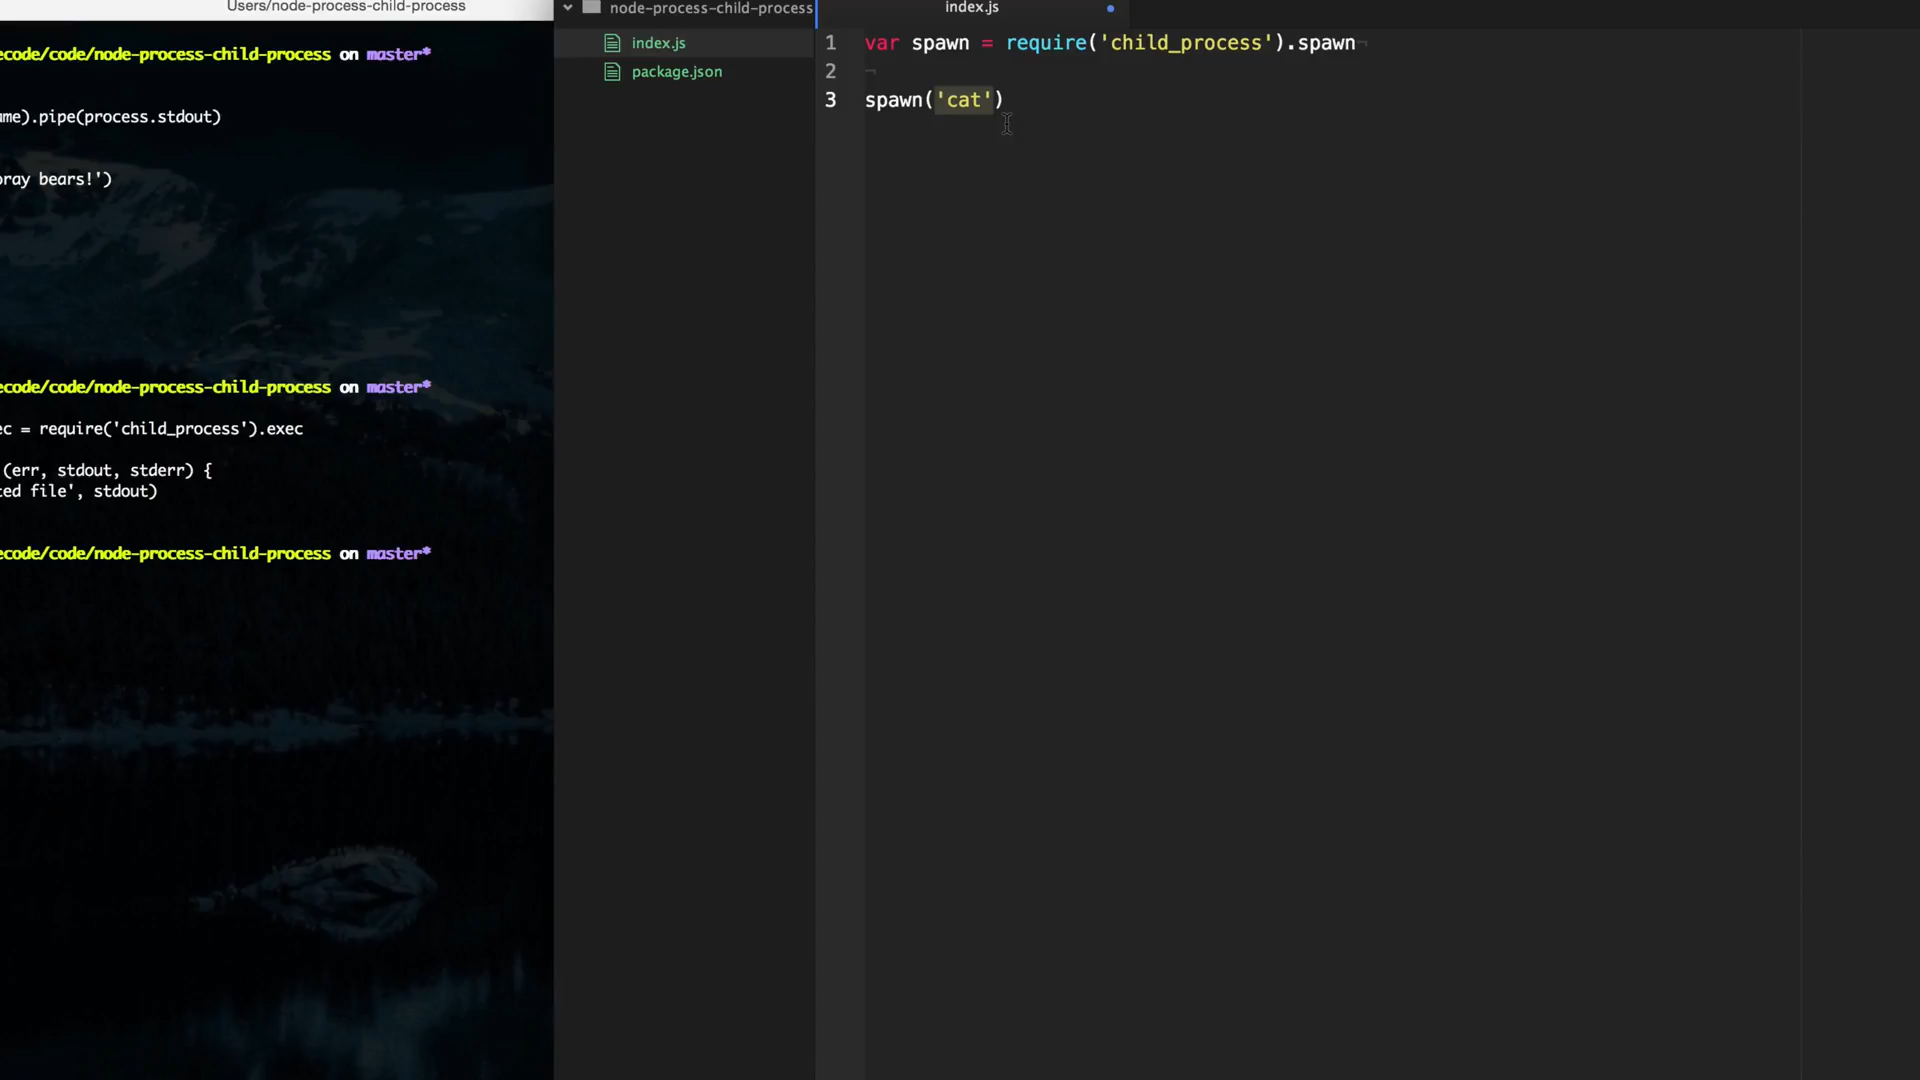 Users/node-process-child-process
ecode/code/node-process-child-process on master*
ame).pipe(process.stdout)
oray bears!')
ecode/code/node-process-child-process on master*
ec = require('child_process').exec
(err, stdout, stderr) {
ted file', stdout)
ecode/code/node-process-child-process on master*
node-process-child-process
index.js
package.json
index.js
1 var spawn = require('child_process').spawn¬
2 ¬
3 spawn('cat')